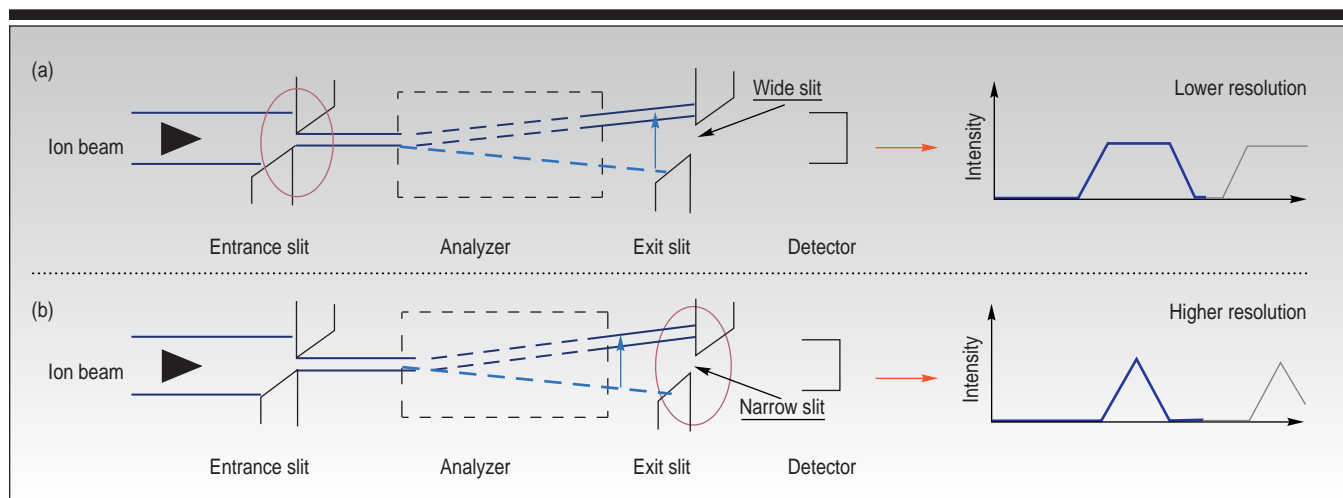 (a)
Wide slit
Lower resolution
Ion beam
Intensity
Entrance slit
Analyzer
Exit slit
Detector
(b)
Higher resolution
Ion beam
Intensity
Narrow slit
Entrance slit
Analyzer
Exit slit
Detector